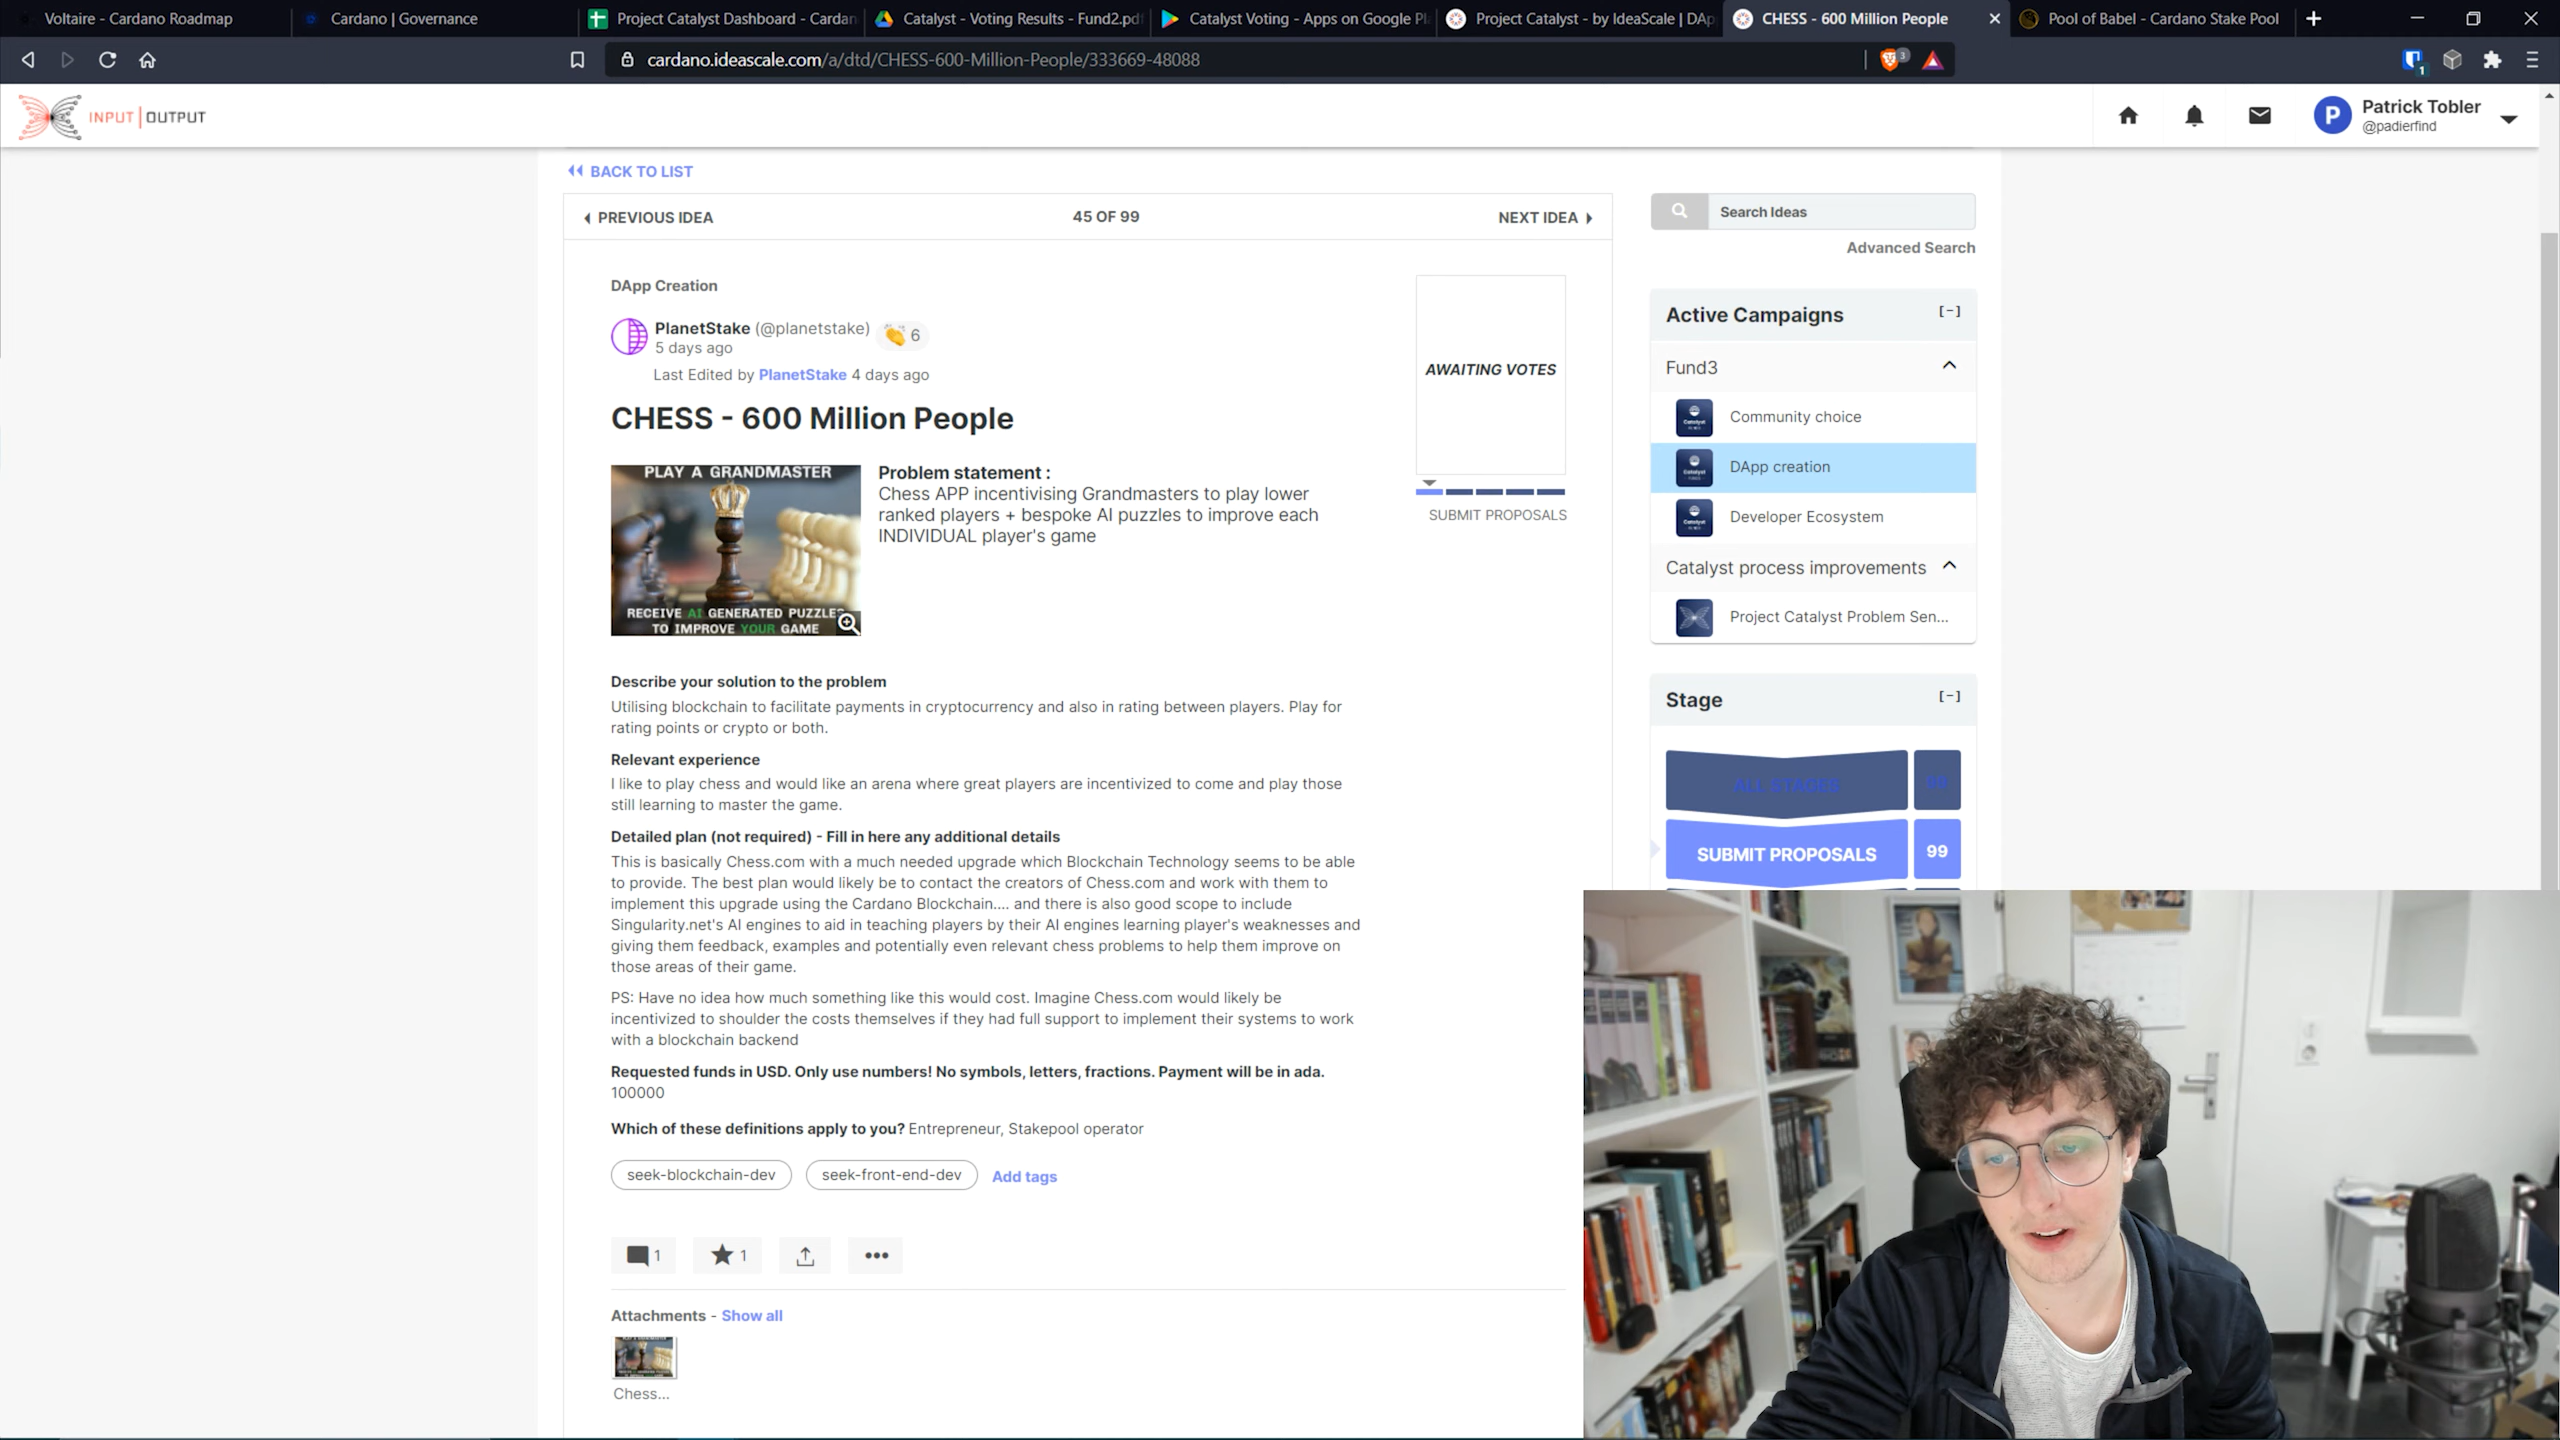 Voltaire - Cardano Roadmap
Cardano | Governance
Project Catalyst Dashboard - Cardan
Catalyst - Voting Results - Fund2.pdf
Catalyst Voting - Apps on Google Pl
Project Catalyst - by IdeaScale | DAp
CHESS - 600 Million People
Pool of Babel - Cardano Stake Pool
cardano.ideascale.com/a/dtd/CHESS-600-Million-People/333669-48088
3
1
INPUT | OUTPUT
P
Patrick Tobler
@padierfind
BACK TO LIST
PREVIOUS IDEA
45 OF 99
NEXT IDEA
DApp Creation
PlanetStake (@planetstake)
6
5 days ago
Last Edited by PlanetStake 4 days ago
CHESS - 600 Million People
PLAY A GRANDMASTER
RECEIVE AI GENERATED PUZZLES
TO IMPROVE YOUR GAME
Problem statement :
Chess APP incentivising Grandmasters to play lower
ranked players + bespoke AI puzzles to improve each
INDIVIDUAL player's game
AWAITING VOTES
SUBMIT PROPOSALS
Describe your solution to the problem
Utilising blockchain to facilitate payments in cryptocurrency and also in rating between players. Play for
rating points or crypto or both.
Relevant experience
I like to play chess and would like an arena where great players are incentivized to come and play those
still learning to master the game.
Detailed plan (not required) - Fill in here any additional details
This is basically Chess.com with a much needed upgrade which Blockchain Technology seems to be able
to provide. The best plan would likely be to contact the creators of Chess.com and work with them to
implement this upgrade using the Cardano Blockchain.... and there is also good scope to include
Singularity.net's AI engines to aid in teaching players by their AI engines learning player's weaknesses and
giving them feedback, examples and potentially even relevant chess problems to help them improve on
those areas of their game.
PS: Have no idea how much something like this would cost. Imagine Chess.com would likely be
incentivized to shoulder the costs themselves if they had full support to implement their systems to work
with a blockchain backend
Requested funds in USD. Only use numbers! No symbols, letters, fractions. Payment will be in ada.
100000
Which of these definitions apply to you? Entrepreneur, Stakepool operator
seek-blockchain-dev
seek-front-end-dev
Add tags
1
1
Attachments - Show all
Chess...
Search Ideas
Advanced Search
Active Campaigns
[-]
Fund3
Community choice
DApp creation
Developer Ecosystem
Catalyst process improvements
Project Catalyst Problem Sen...
Stage
[-]
ALL STAGES
99
SUBMIT PROPOSALS
99